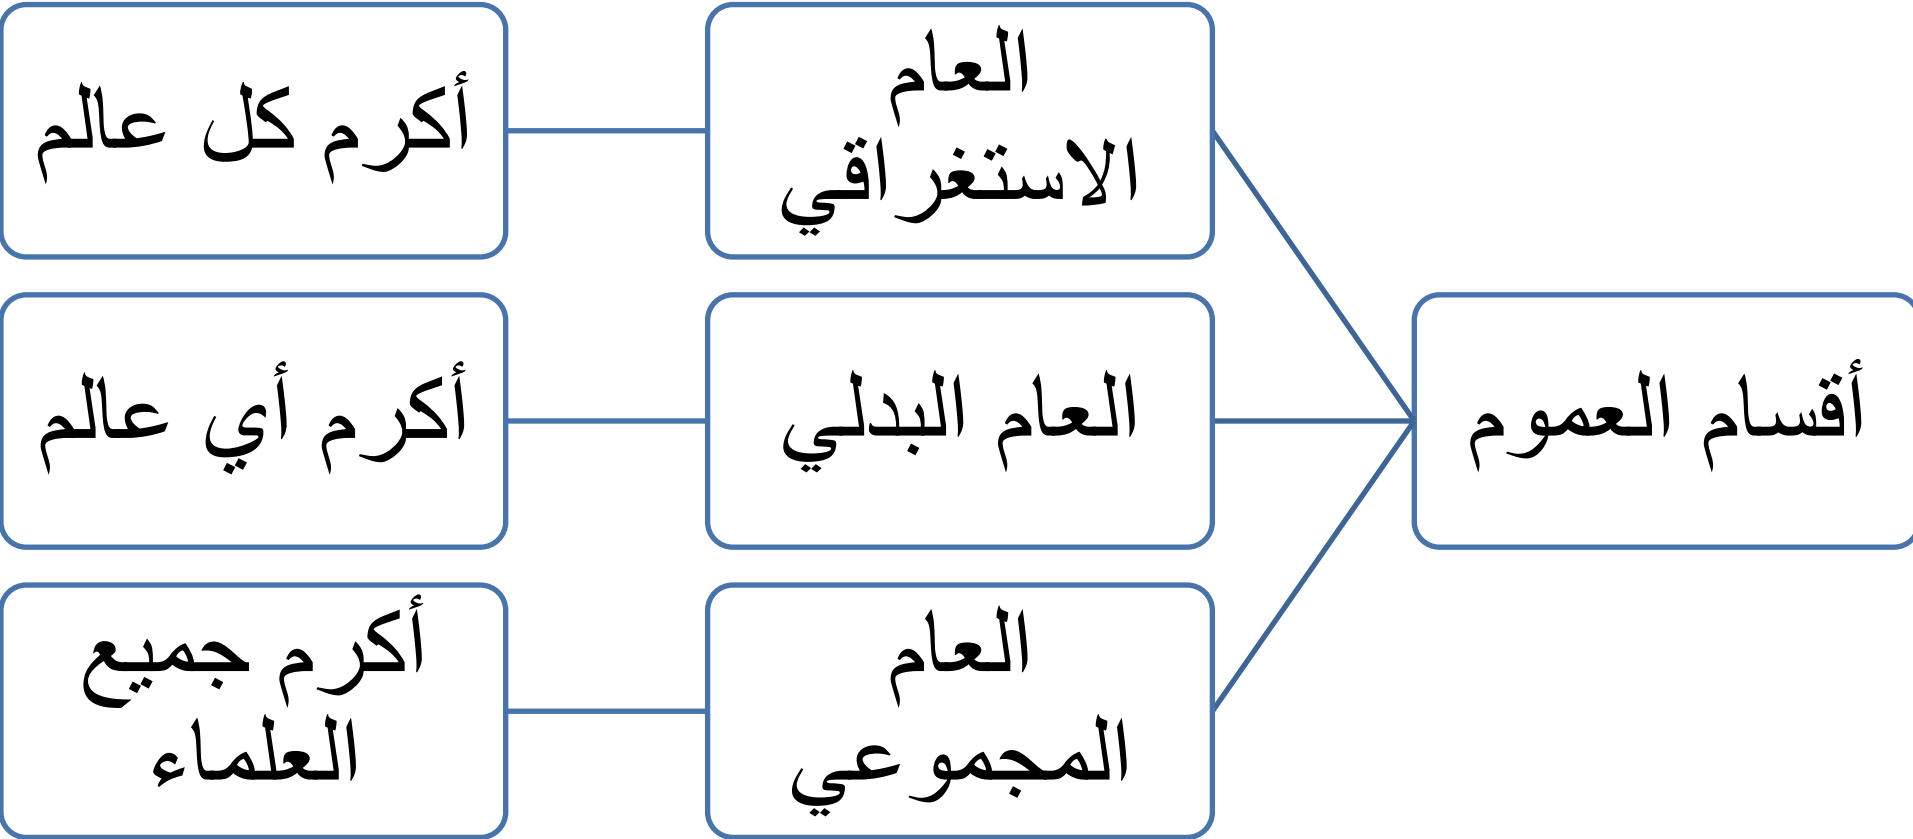 أقسام العموم
العام
الاستغراقي
أكرم كل عالم
العام البدلي
أكرم أي عالم
العام
المجموعي
أكرم جميع
العلماء